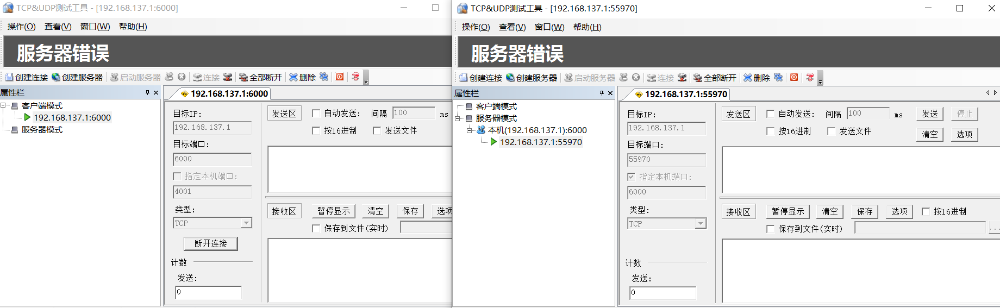 TCP&UDP测试工具 - [192.168.137.1:6000]
操作(O) 查看(V) 窗口(W) 帮助(H)
服务器错误
创建连接 创建服务器 启动服务器 连接 全部断开 删除
属性栏
客户端模式
192.168.137.1:6000
服务器模式
192.168.137.1:6000
目标IP:
192.168.137.1
目标端口:
6000
指定本机端口:
4001
类型:
TCP
断开连接
计数
发送:
0
发送区 自动发送: 间隔 100 ms
按16进制 发送文件
接收区 暂停显示 清空 保存 选项
保存到文件(实时)
TCP&UDP测试工具 - [192.168.137.1:55970]
操作(O) 查看(V) 窗口(W) 帮助(H)
服务器错误
创建连接 创建服务器 启动服务器 连接 全部断开 删除
属性栏
客户端模式
服务器模式
本机(192.168.137.1):6000
192.168.137.1:55970
192.168.137.1:55970
目标IP:
192.168.137.1
目标端口:
55970
指定本机端口:
6000
类型:
TCP
计数
发送:
0
发送区 自动发送: 间隔 100 ms 发送 停止
按16进制 发送文件 清空 选项
接收区 暂停显示 清空 保存 选项 按16进制
保存到文件(实时) ...